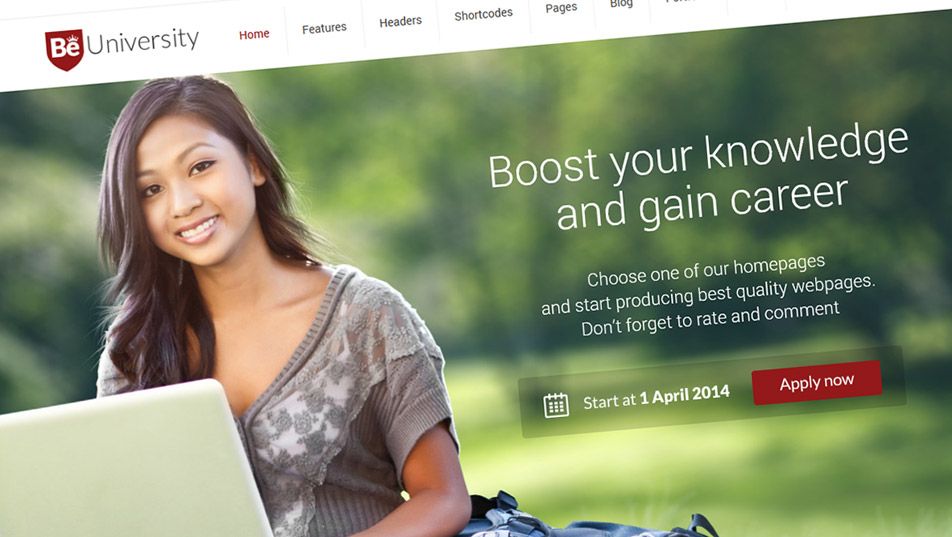 Be University
Home Features Headers Shortcodes Pages Blog
Boost your knowledge
and gain career
Choose one of our homepages
and start producing best quality webpages.
Don't forget to rate and comment
Start at 1 April 2014
Apply now